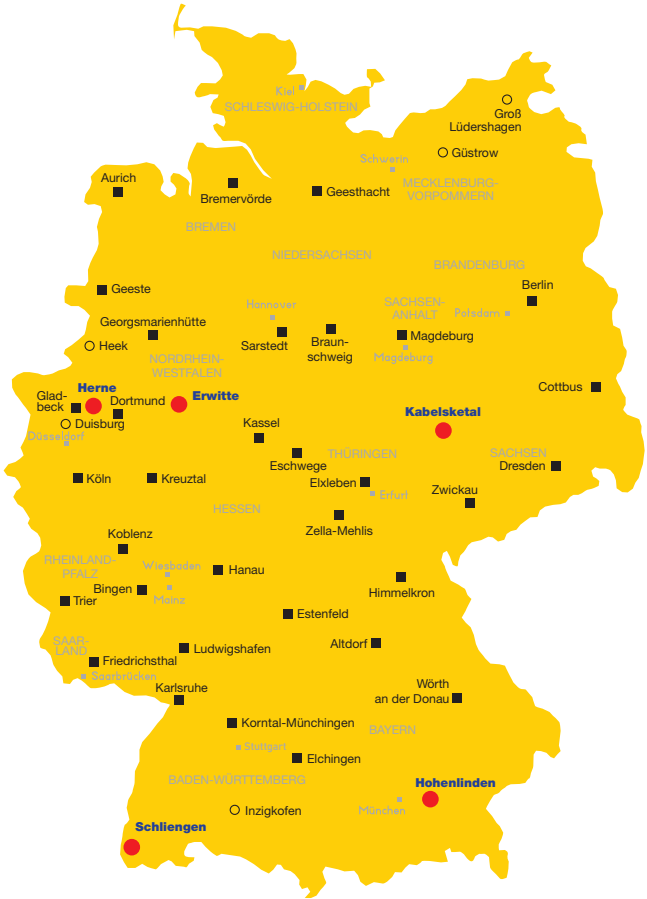 Kiel
SCHLESWIG-HOLSTEIN
Groß
Lüdershagen
Güstrow
Schwerin
MECKLENBURG-
VORPOMMERN
Aurich
Bremervörde
Geesthacht
BREMEN
NIEDERSACHSEN
BRANDENBURG
Geeste
Berlin
Hannover
SACHSEN-
ANHALT
Potsdam
Georgsmarienhütte
Sarstedt
Braun-
schweig
Magdeburg
Magdeburg
Heek
NORDRHEIN-
WESTFALEN
Herne
Erwitte
Cottbus
Glad-
beck
Dortmund
Kabelsketal
Duisburg
Düsseldorf
Kassel
Eschwege
THÜRINGEN
SACHSEN
Dresden
Köln
Kreuztal
Elxleben
Erfurt
Zwickau
HESSEN
Zella-Mehlis
Koblenz
RHEINLAND-
PFALZ
Wiesbaden
Hanau
Bingen
Mainz
Himmelkron
Trier
Estenfeld
SAAR-
LAND
Ludwigshafen
Altdorf
Friedrichsthal
Saarbrücken
Karlsruhe
Wörth
an der Donau
Korntal-Münchingen
BAYERN
Stuttgart
Elchingen
BADEN-WÜRTTEMBERG
Hohenlinden
München
Inzigkofen
Schliengen